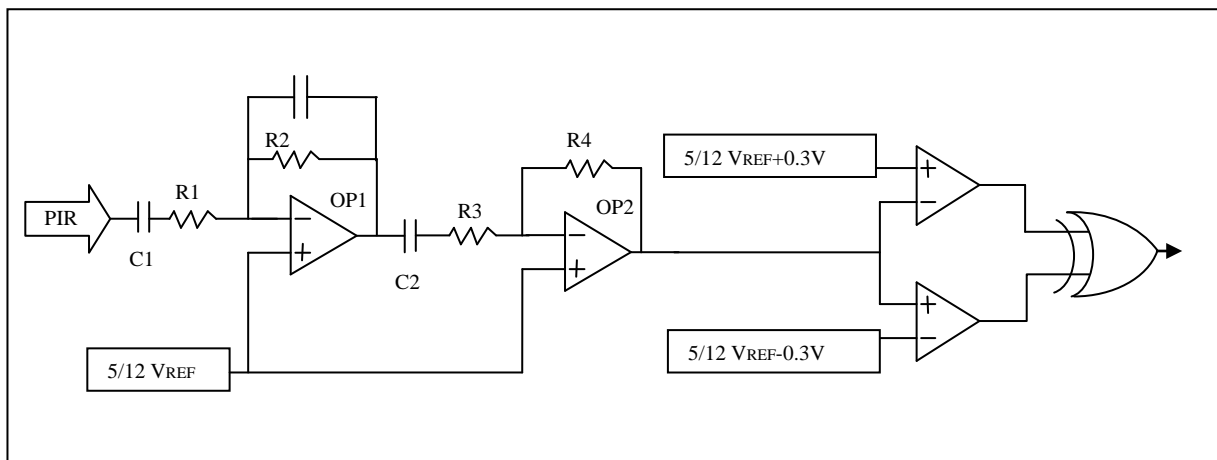 R2
R4
5/12 VREF+0.3V
R1
OP1
R3
OP2
PIR
+
−
−
−
+
C1
C2
+
+
5/12 VREF-0.3V
−
5/12 VREF